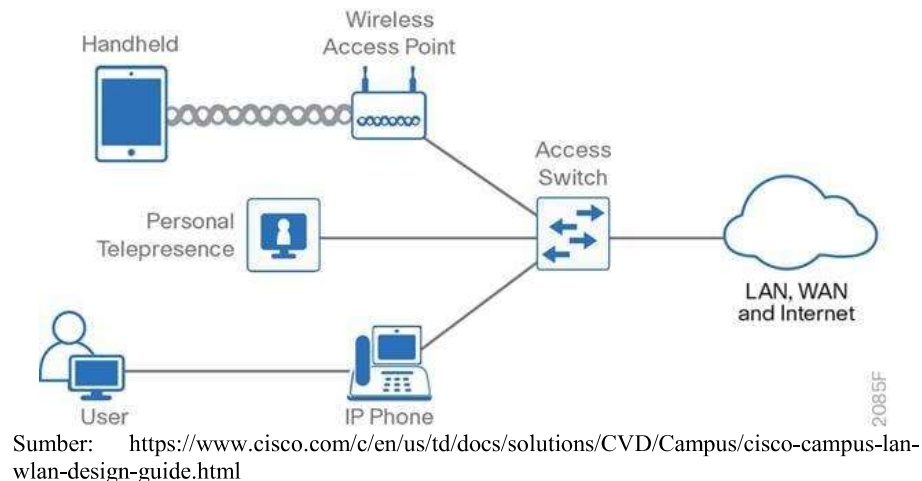 Wireless
Access Point
Handheld
Access
Switch
Personal
Telepresence
LAN, WAN
and Internet
User
IP Phone
2085F
Sumber: https://www.cisco.com/c/en/us/td/docs/solutions/CVD/Campus/cisco-campus-lan-
wlan-design-guide.html